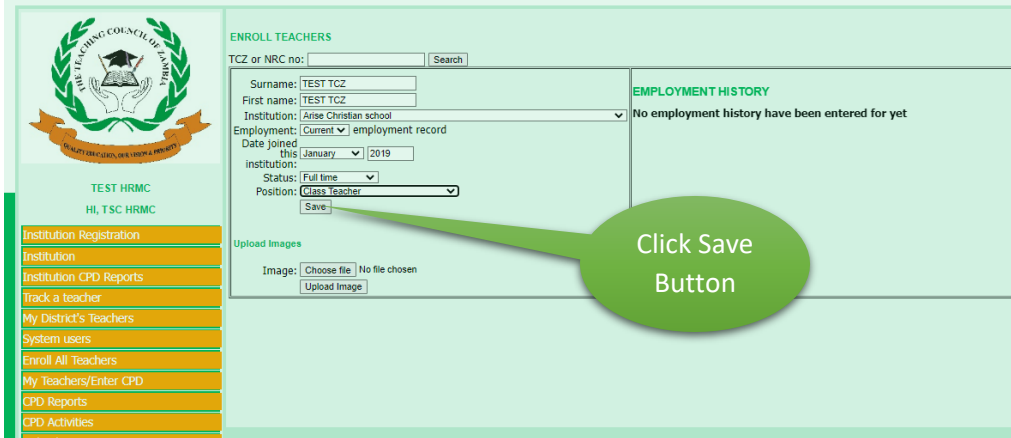 THE TEACHING COUNCIL OF ZAMBIA
QUALITY EDUCATION, OUR VISION & PRIORITY
TEST HRMC
HI, TSC HRMC
Institution Registration
Institution
Institution CPD Reports
Track a teacher
My District's Teachers
System users
Enroll All Teachers
My Teachers/Enter CPD
CPD Reports
CPD Activities
ENROLL TEACHERS
TCZ or NRC no: Search
Surname: TEST TCZ
First name: TEST TCZ
Institution: Arise Christian school
Employment: Current employment record
Date joined
this January 2019
institution:
Status: Full time
Position: Class Teacher
Save
Upload Images
Image: Choose file No file chosen
Upload Image
EMPLOYMENT HISTORY
No employment history have been entered for yet
Click Save
Button